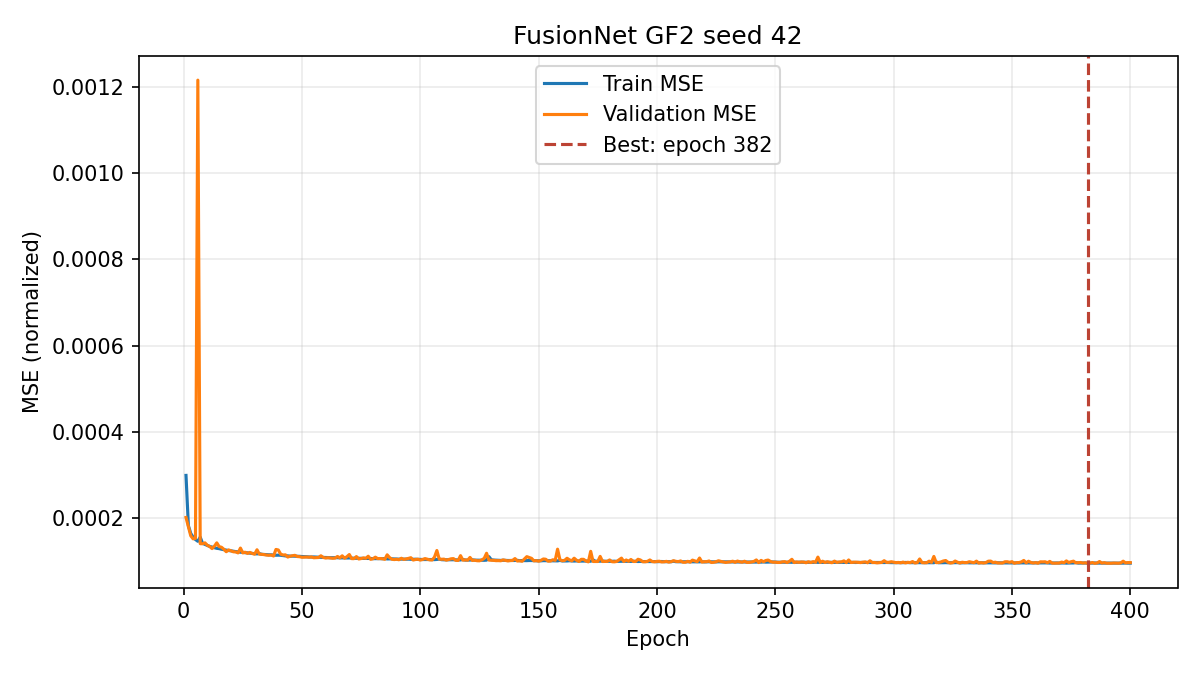 FusionNet GF2 seed 42
Train MSE
Validation MSE
Best: epoch 382
MSE (normalized)
0.0012
0.0010
0.0008
0.0006
0.0004
0.0002
0 50 100 150 200 250 300 350 400
Epoch